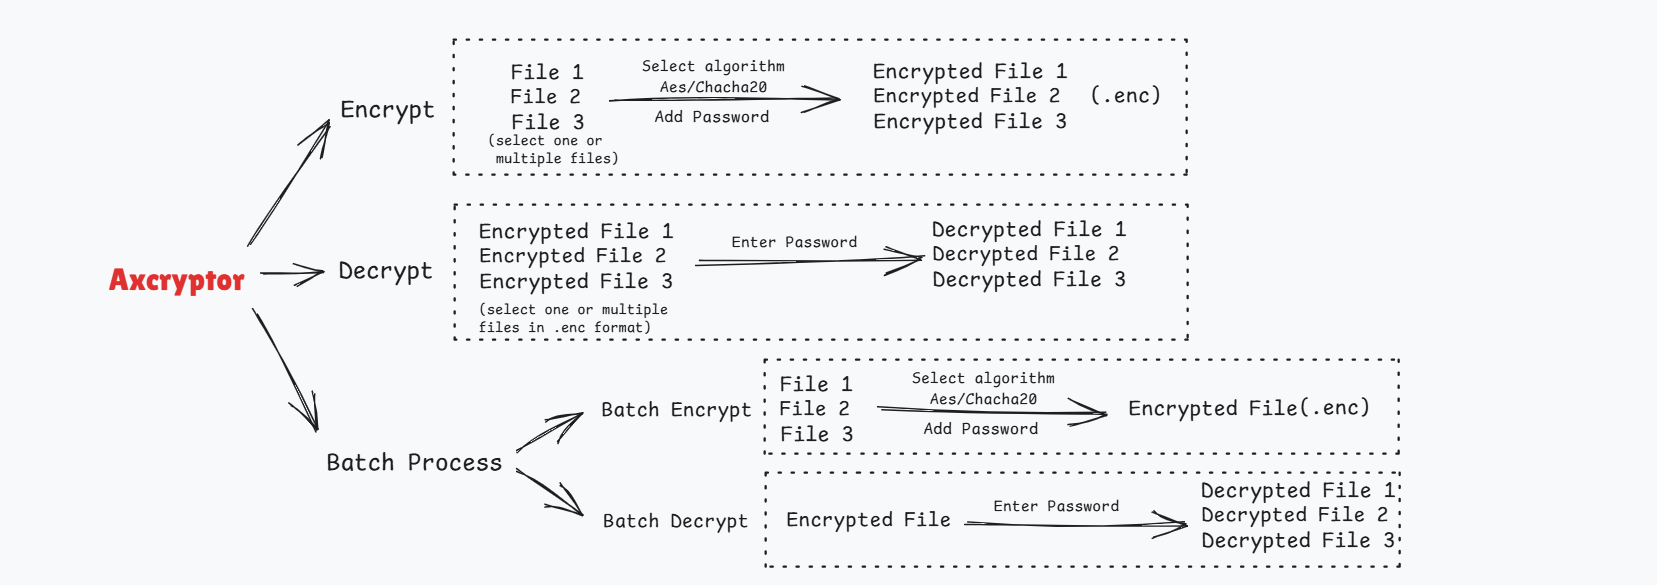 Axcryptor
Encrypt
File 1
File 2
File 3
(select one or
multiple files)
Select algorithm
Aes/Chacha20
Add Password
Encrypted File 1
Encrypted File 2 (.enc)
Encrypted File 3
Decrypt
Encrypted File 1
Encrypted File 2
Encrypted File 3
(select one or multiple
files in .enc format)
Enter Password
Decrypted File 1
Decrypted File 2
Decrypted File 3
Batch Process
Batch Encrypt
File 1
File 2
File 3
Select algorithm
Aes/Chacha20
Add Password
Encrypted File(.enc)
Batch Decrypt
Encrypted File
Enter Password
Decrypted File 1
Decrypted File 2
Decrypted File 3